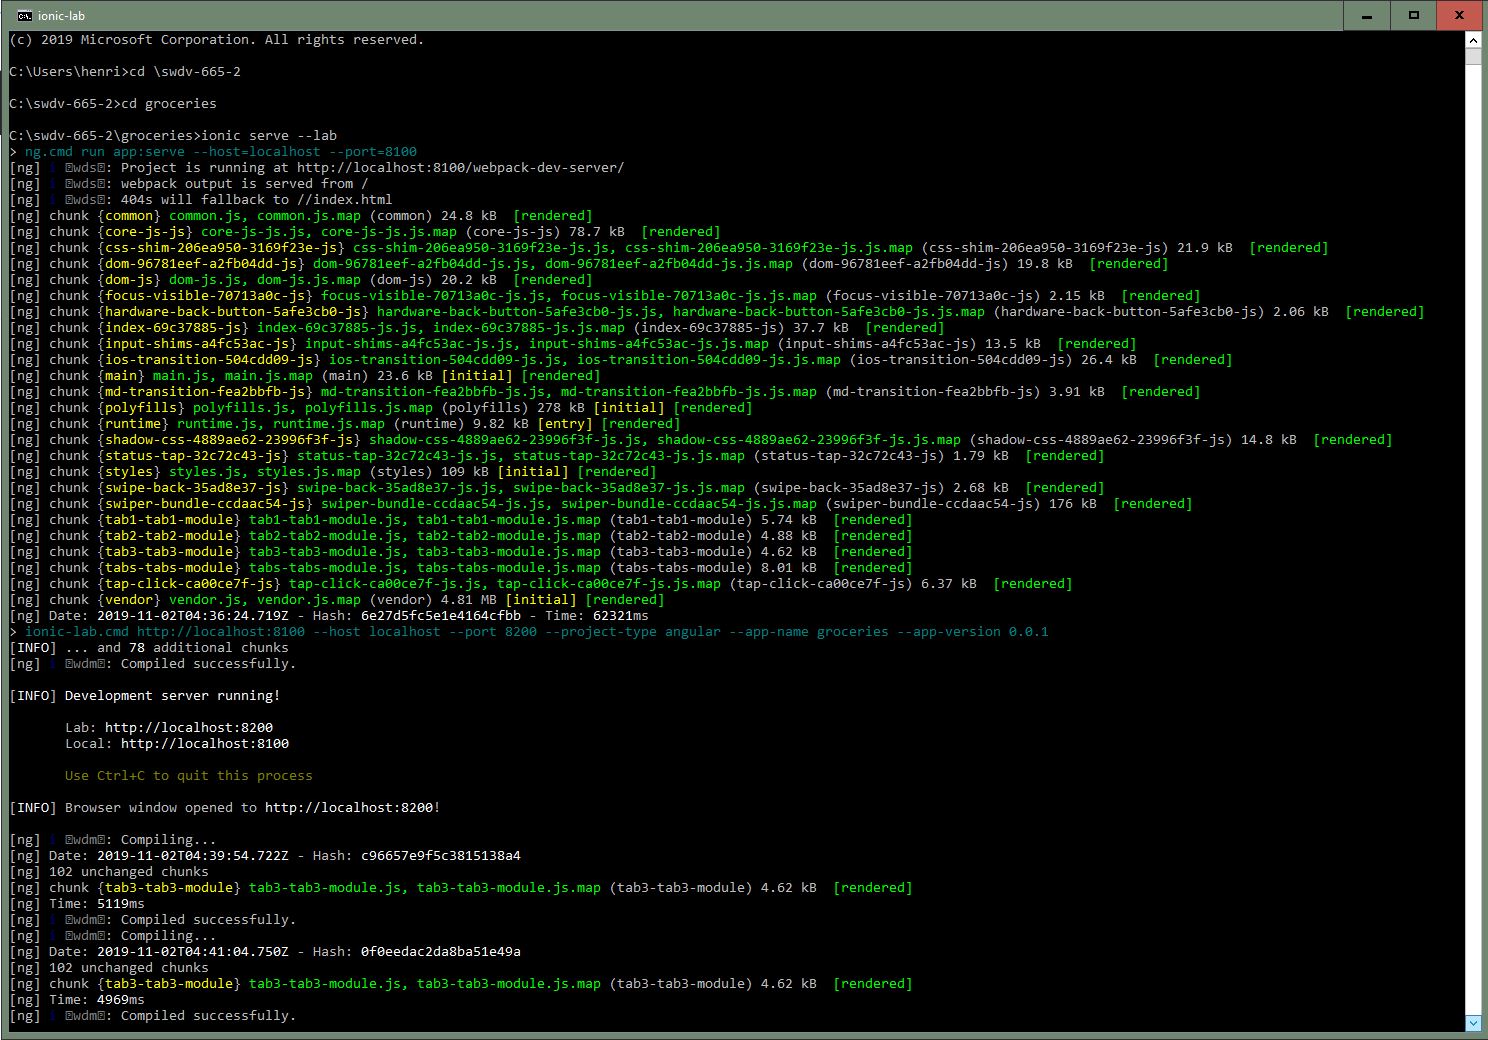 ionic-lab
(c) 2019 Microsoft Corporation. All rights reserved.
C:\Users\henri>cd \swdv-665-2
C:\swdv-665-2>cd groceries
C:\swdv-665-2\groceries>ionic serve --lab
> ng.cmd run app:serve --host=localhost --port=8100
[ng] i wds: Project is running at http://localhost:8100/webpack-dev-server/
[ng] i wds: webpack output is served from /
[ng] i wds: 404s will fallback to //index.html
[ng] chunk {common} common.js, common.js.map (common) 24.8 kB  [rendered]
[ng] chunk {core-js-js} core-js-js.js, core-js-js.js.map (core-js-js) 78.7 kB  [rendered]
[ng] chunk {css-shim-206ea950-3169f23e-js} css-shim-206ea950-3169f23e-js.js, css-shim-206ea950-3169f23e-js.js.map (css-shim-206ea950-3169f23e-js) 21.9 kB  [rendered]
[ng] chunk {dom-96781eef-a2fb04dd-js} dom-96781eef-a2fb04dd-js.js, dom-96781eef-a2fb04dd-js.js.map (dom-96781eef-a2fb04dd-js) 19.8 kB  [rendered]
[ng] chunk {dom-js} dom-js.js, dom-js.js.map (dom-js) 20.2 kB  [rendered]
[ng] chunk {focus-visible-70713a0c-js} focus-visible-70713a0c-js.js, focus-visible-70713a0c-js.js.map (focus-visible-70713a0c-js) 2.15 kB  [rendered]
[ng] chunk {hardware-back-button-5afe3cb0-js} hardware-back-button-5afe3cb0-js.js, hardware-back-button-5afe3cb0-js.js.map (hardware-back-button-5afe3cb0-js) 2.06 kB  [rendered]
[ng] chunk {index-69c37885-js} index-69c37885-js.js, index-69c37885-js.js.map (index-69c37885-js) 37.7 kB  [rendered]
[ng] chunk {input-shims-a4fc53ac-js} input-shims-a4fc53ac-js.js, input-shims-a4fc53ac-js.js.map (input-shims-a4fc53ac-js) 13.5 kB  [rendered]
[ng] chunk {ios-transition-504cdd09-js} ios-transition-504cdd09-js.js, ios-transition-504cdd09-js.js.map (ios-transition-504cdd09-js) 26.4 kB  [rendered]
[ng] chunk {main} main.js, main.js.map (main) 23.6 kB [initial] [rendered]
[ng] chunk {md-transition-fea2bbfb-js} md-transition-fea2bbfb-js.js, md-transition-fea2bbfb-js.js.map (md-transition-fea2bbfb-js) 3.91 kB  [rendered]
[ng] chunk {polyfills} polyfills.js, polyfills.js.map (polyfills) 278 kB [initial] [rendered]
[ng] chunk {runtime} runtime.js, runtime.js.map (runtime) 9.82 kB [entry] [rendered]
[ng] chunk {shadow-css-4889ae62-23996f3f-js} shadow-css-4889ae62-23996f3f-js.js, shadow-css-4889ae62-23996f3f-js.js.map (shadow-css-4889ae62-23996f3f-js) 14.8 kB  [rendered]
[ng] chunk {status-tap-32c72c43-js} status-tap-32c72c43-js.js, status-tap-32c72c43-js.js.map (status-tap-32c72c43-js) 1.79 kB  [rendered]
[ng] chunk {styles} styles.js, styles.js.map (styles) 109 kB [initial] [rendered]
[ng] chunk {swipe-back-35ad8e37-js} swipe-back-35ad8e37-js.js, swipe-back-35ad8e37-js.js.map (swipe-back-35ad8e37-js) 2.68 kB  [rendered]
[ng] chunk {swiper-bundle-ccdaac54-js} swiper-bundle-ccdaac54-js.js, swiper-bundle-ccdaac54-js.js.map (swiper-bundle-ccdaac54-js) 176 kB  [rendered]
[ng] chunk {tab1-tab1-module} tab1-tab1-module.js, tab1-tab1-module.js.map (tab1-tab1-module) 5.74 kB  [rendered]
[ng] chunk {tab2-tab2-module} tab2-tab2-module.js, tab2-tab2-module.js.map (tab2-tab2-module) 4.88 kB  [rendered]
[ng] chunk {tab3-tab3-module} tab3-tab3-module.js, tab3-tab3-module.js.map (tab3-tab3-module) 4.62 kB  [rendered]
[ng] chunk {tabs-tabs-module} tabs-tabs-module.js, tabs-tabs-module.js.map (tabs-tabs-module) 8.01 kB  [rendered]
[ng] chunk {tap-click-ca00ce7f-js} tap-click-ca00ce7f-js.js, tap-click-ca00ce7f-js.js.map (tap-click-ca00ce7f-js) 6.37 kB  [rendered]
[ng] chunk {vendor} vendor.js, vendor.js.map (vendor) 4.81 MB [initial] [rendered]
[ng] Date: 2019-11-02T04:36:24.719Z - Hash: 6e27d5fc5e1e4164cfbb - Time: 62321ms
> ionic-lab.cmd http://localhost:8100 --host localhost --port 8200 --project-type angular --app-name groceries --app-version 0.0.1
[INFO] ... and 78 additional chunks
[ng] i wdm: Compiled successfully.
[INFO] Development server running!
Lab: http://localhost:8200
Local: http://localhost:8100
Use Ctrl+C to quit this process
[INFO] Browser window opened to http://localhost:8200!
[ng] i wdm: Compiling...
[ng] Date: 2019-11-02T04:39:54.722Z - Hash: c96657e9f5c3815138a4
[ng] 102 unchanged chunks
[ng] chunk {tab3-tab3-module} tab3-tab3-module.js, tab3-tab3-module.js.map (tab3-tab3-module) 4.62 kB  [rendered]
[ng] Time: 5119ms
[ng] i wdm: Compiled successfully.
[ng] i wdm: Compiling...
[ng] Date: 2019-11-02T04:41:04.750Z - Hash: 0f0eedac2da8ba51e49a
[ng] 102 unchanged chunks
[ng] chunk {tab3-tab3-module} tab3-tab3-module.js, tab3-tab3-module.js.map (tab3-tab3-module) 4.62 kB  [rendered]
[ng] Time: 4969ms
[ng] i wdm: Compiled successfully.